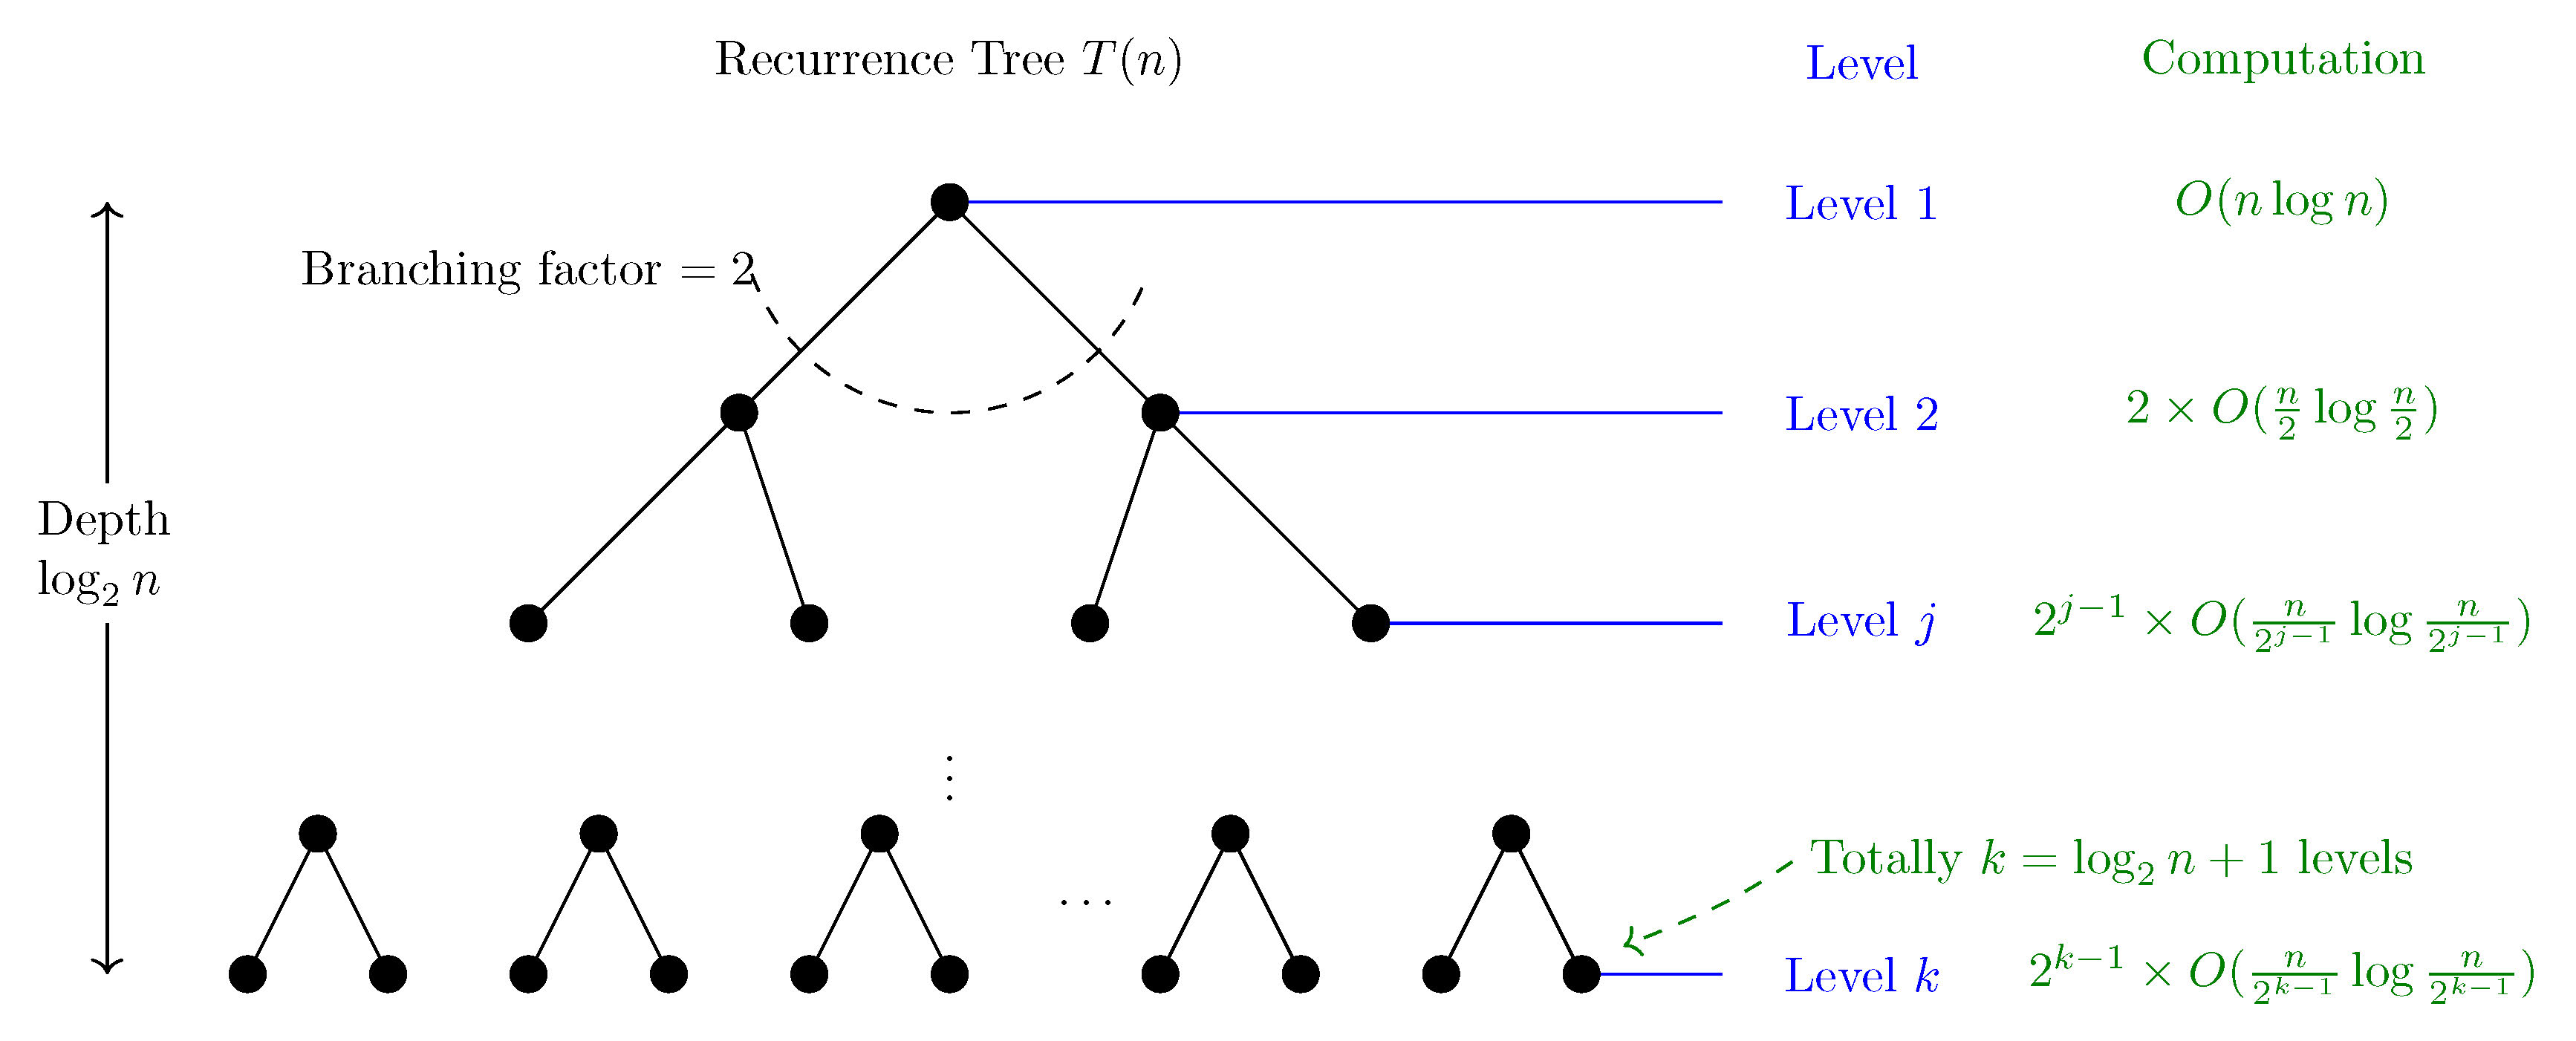 Recurrence Tree $T(n)$
Level
Computation
Level 1
$O(n \log n)$
Branching factor $= 2$
Level 2
$2 \times O(\frac{n}{2} \log \frac{n}{2})$
Depth
$\log_2 n$
Level $j$
$2^{j-1} \times O(\frac{n}{2^{j-1}} \log \frac{n}{2^{j-1}})$
⋮
Totally $k = \log_2 n + 1$ levels
⋯
Level $k$
$2^{k-1} \times O(\frac{n}{2^{k-1}} \log \frac{n}{2^{k-1}})$